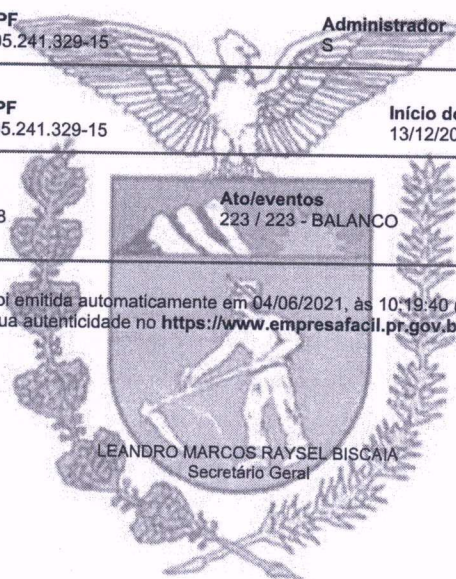 PF Administrador
05.241.329-15 S
PF Início de
05.241.329-15 13/12/20
Ato/eventos
223 / 223 - BALANCO
oi emitida automaticamente em 04/06/2021, às 10:19:40
ua autenticidade no https://www.empresafacil.pr.gov.b
LEANDRO MARCOS RAYSEL BISCAIA
Secretário Geral